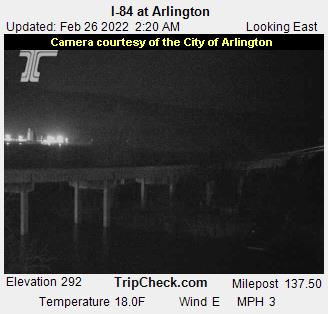 I-84 at Arlington
Updated: Feb 26 2022 2:20 AM Looking East
Camera courtesy of the City of Arlington
Elevation 292 TripCheck.com Milepost 137.50
Temperature 18.0F Wind E MPH 3